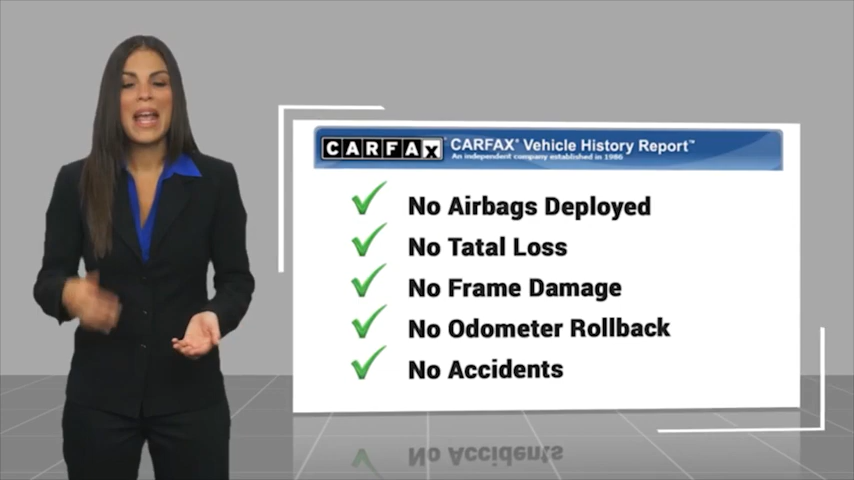 CARFAX CARFAX® Vehicle History Report™
An independent company established in 1986
No Airbags Deployed
No Tatal Loss
No Frame Damage
No Odometer Rollback
No Accidents
No Accidents